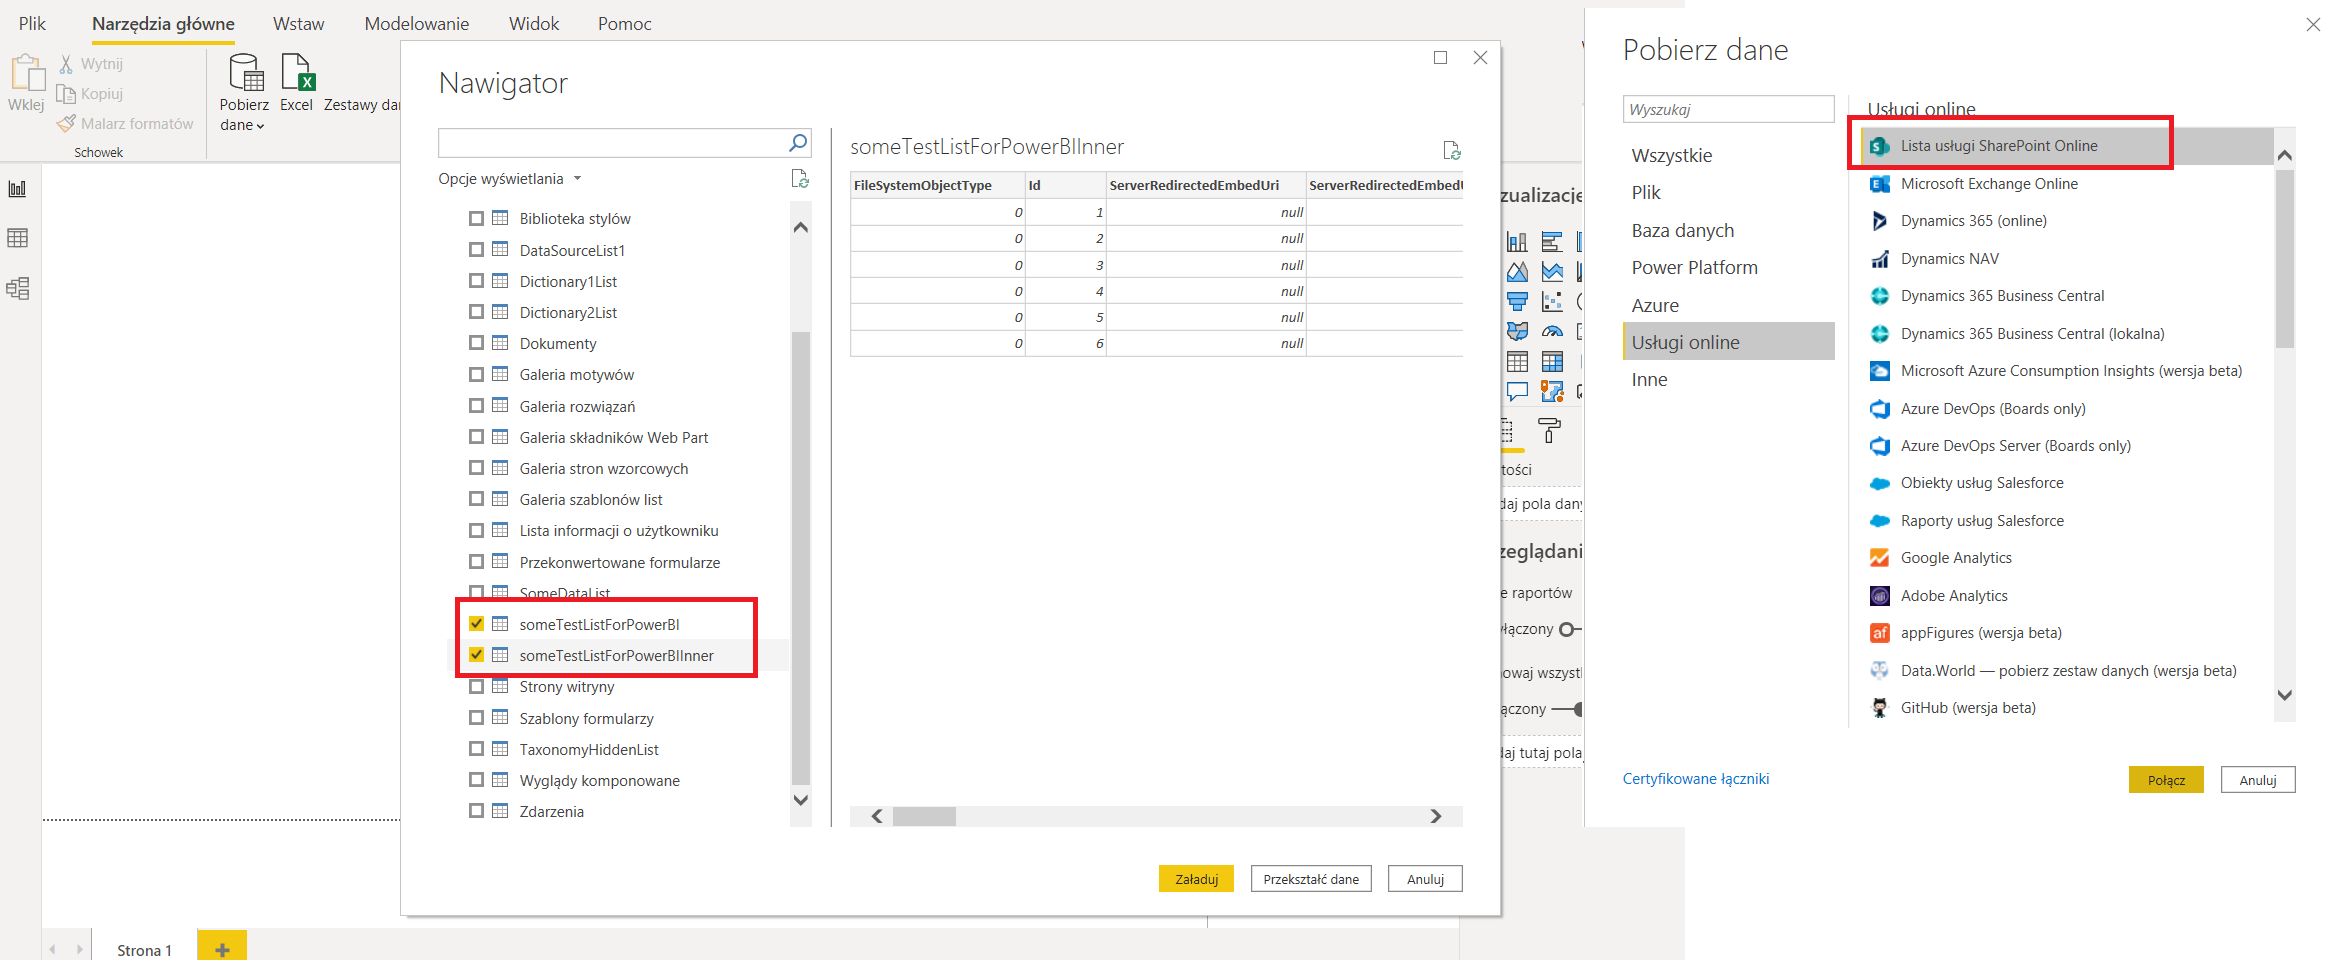 Plik Narzędzia główne Wstaw Modelowanie Widok Pomoc
Wklej
Wytnij
Kopiuj
Malarz formatów
Schowek
Pobierz
dane
Excel
Zestawy
Nawigator
Opcje wyświetlania
Biblioteka stylów
DataSourceList1
Dictionary1List
Dictionary2List
Dokumenty
Galeria motywów
Galeria rozwiązań
Galeria składników Web Part
Galeria stron wzorcowych
Galeria szablonów list
Lista informacji o użytkowniku
Przekonwertowane formularze
SomeDataList
someTestListForPowerBI
someTestListForPowerBIInner
Strony witryny
Szablony formularzy
TaxonomyHiddenList
Wyglądy komponowane
Zdarzenia
someTestListForPowerBIInner
FileSystemObjectType Id ServerRedirectedEmbedUri ServerRedirectedEmbedU
0 1 null
0 2 null
0 3 null
0 4 null
0 5 null
0 6 null
Załaduj Przekształć dane Anuluj
Strona 1
zualizacje
tości
daj pola dany
zeglądani
e raportów
yłączony
owaj wszystl
ączony
daj tutaj pola
Pobierz dane
Wyszukaj
Wszystkie
Plik
Baza danych
Power Platform
Azure
Usługi online
Inne
Usługi online
Lista usługi SharePoint Online
Microsoft Exchange Online
Dynamics 365 (online)
Dynamics NAV
Dynamics 365 Business Central
Dynamics 365 Business Central (lokalna)
Microsoft Azure Consumption Insights (wersja beta)
Azure DevOps (Boards only)
Azure DevOps Server (Boards only)
Obiekty usług Salesforce
Raporty usług Salesforce
Google Analytics
Adobe Analytics
appFigures (wersja beta)
Data.World — pobierz zestaw danych (wersja beta)
GitHub (wersja beta)
Certyfikowane łączniki
Połącz Anuluj